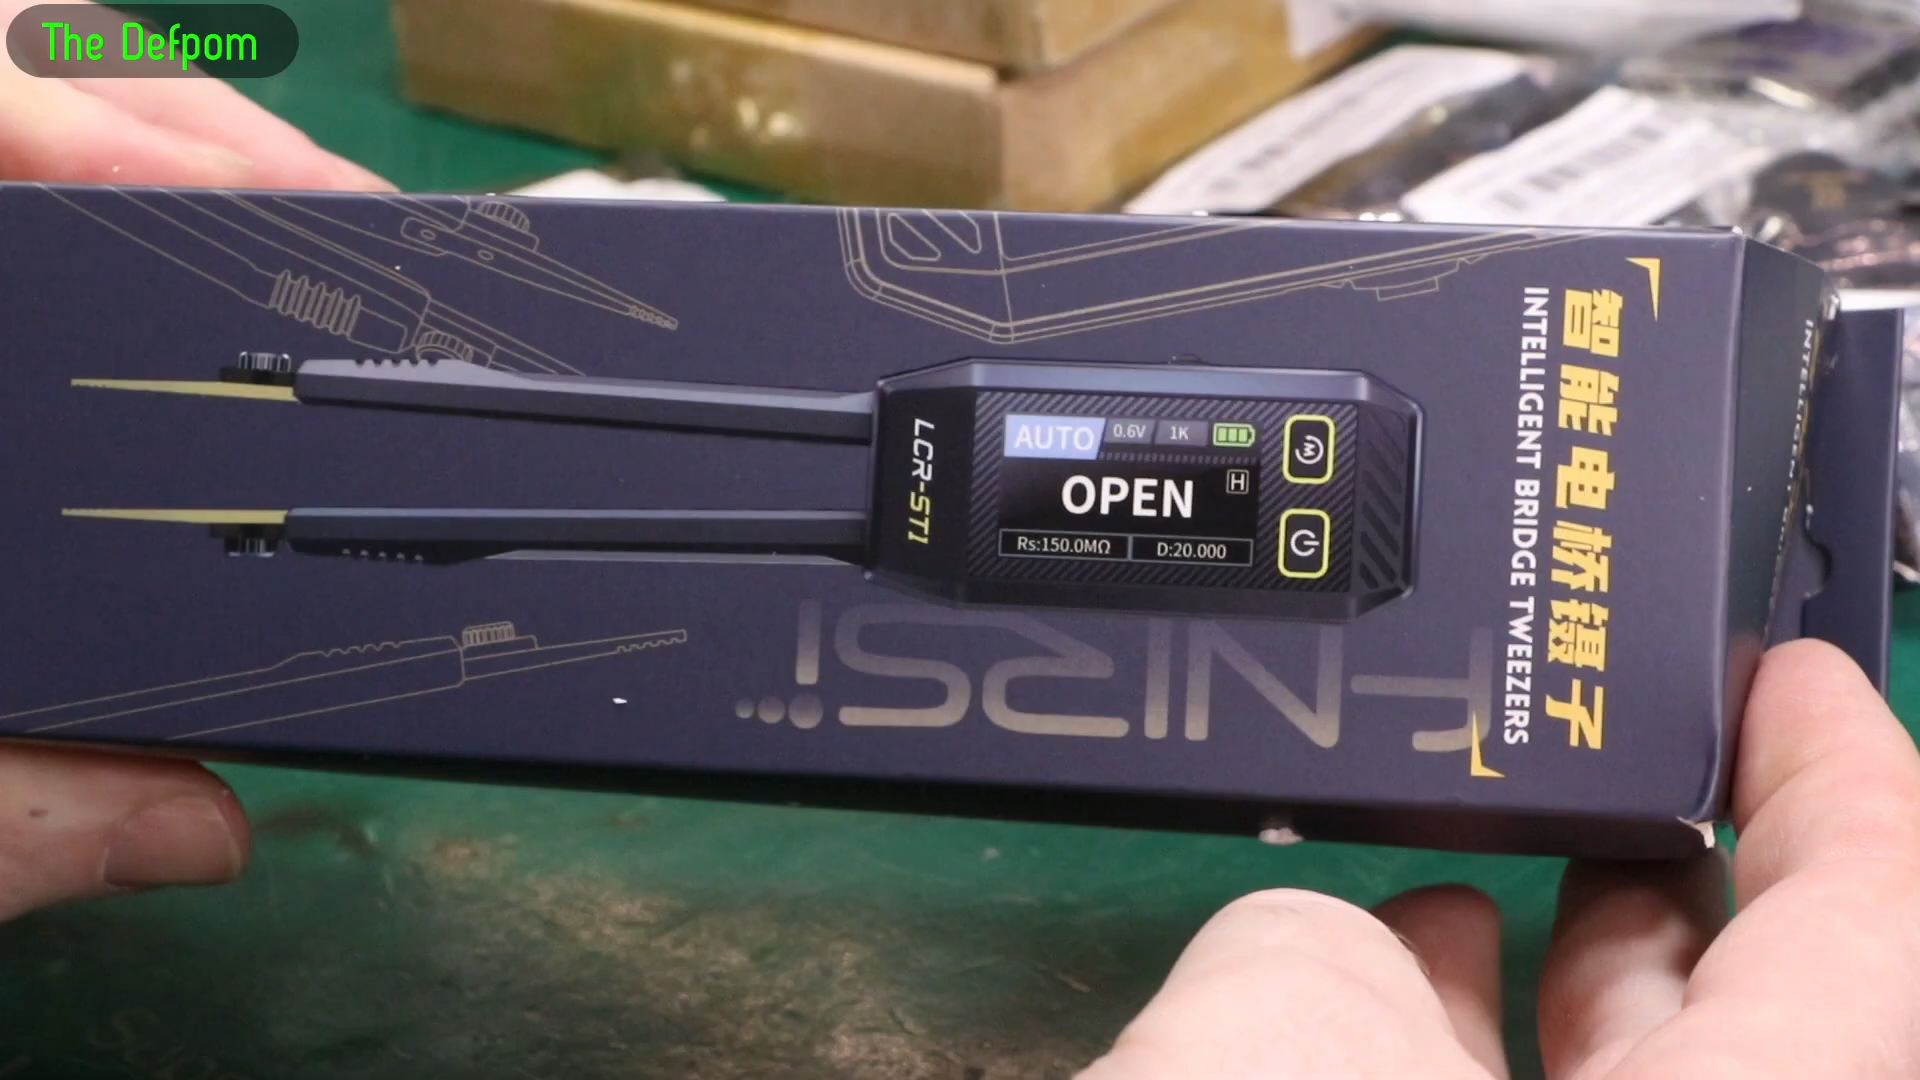 The Defpom
智能电桥镊子
INTELLIGENT BRIDGE TWEEZERS
LCR-ST1
AUTO 0.6V 1K
H
OPEN
Rs:150.0MΩ D:20.000
M
FNIRSI